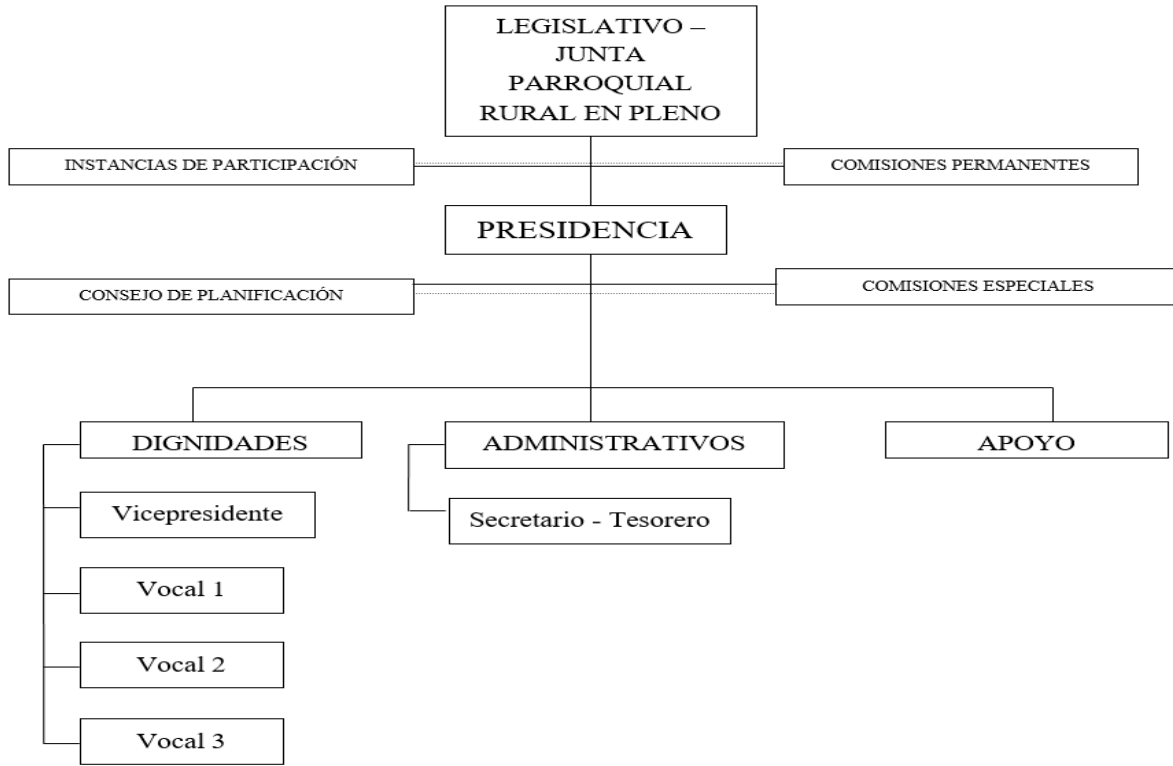 LEGISLATIVO –
JUNTA
PARROQUIAL
RURAL EN PLENO
INSTANCIAS DE PARTICIPACIÓN
COMISIONES PERMANENTES
PRESIDENCIA
CONSEJO DE PLANIFICACIÓN
COMISIONES ESPECIALES
DIGNIDADES
ADMINISTRATIVOS
APOYO
Vicepresidente
Secretario - Tesorero
Vocal 1
Vocal 2
Vocal 3